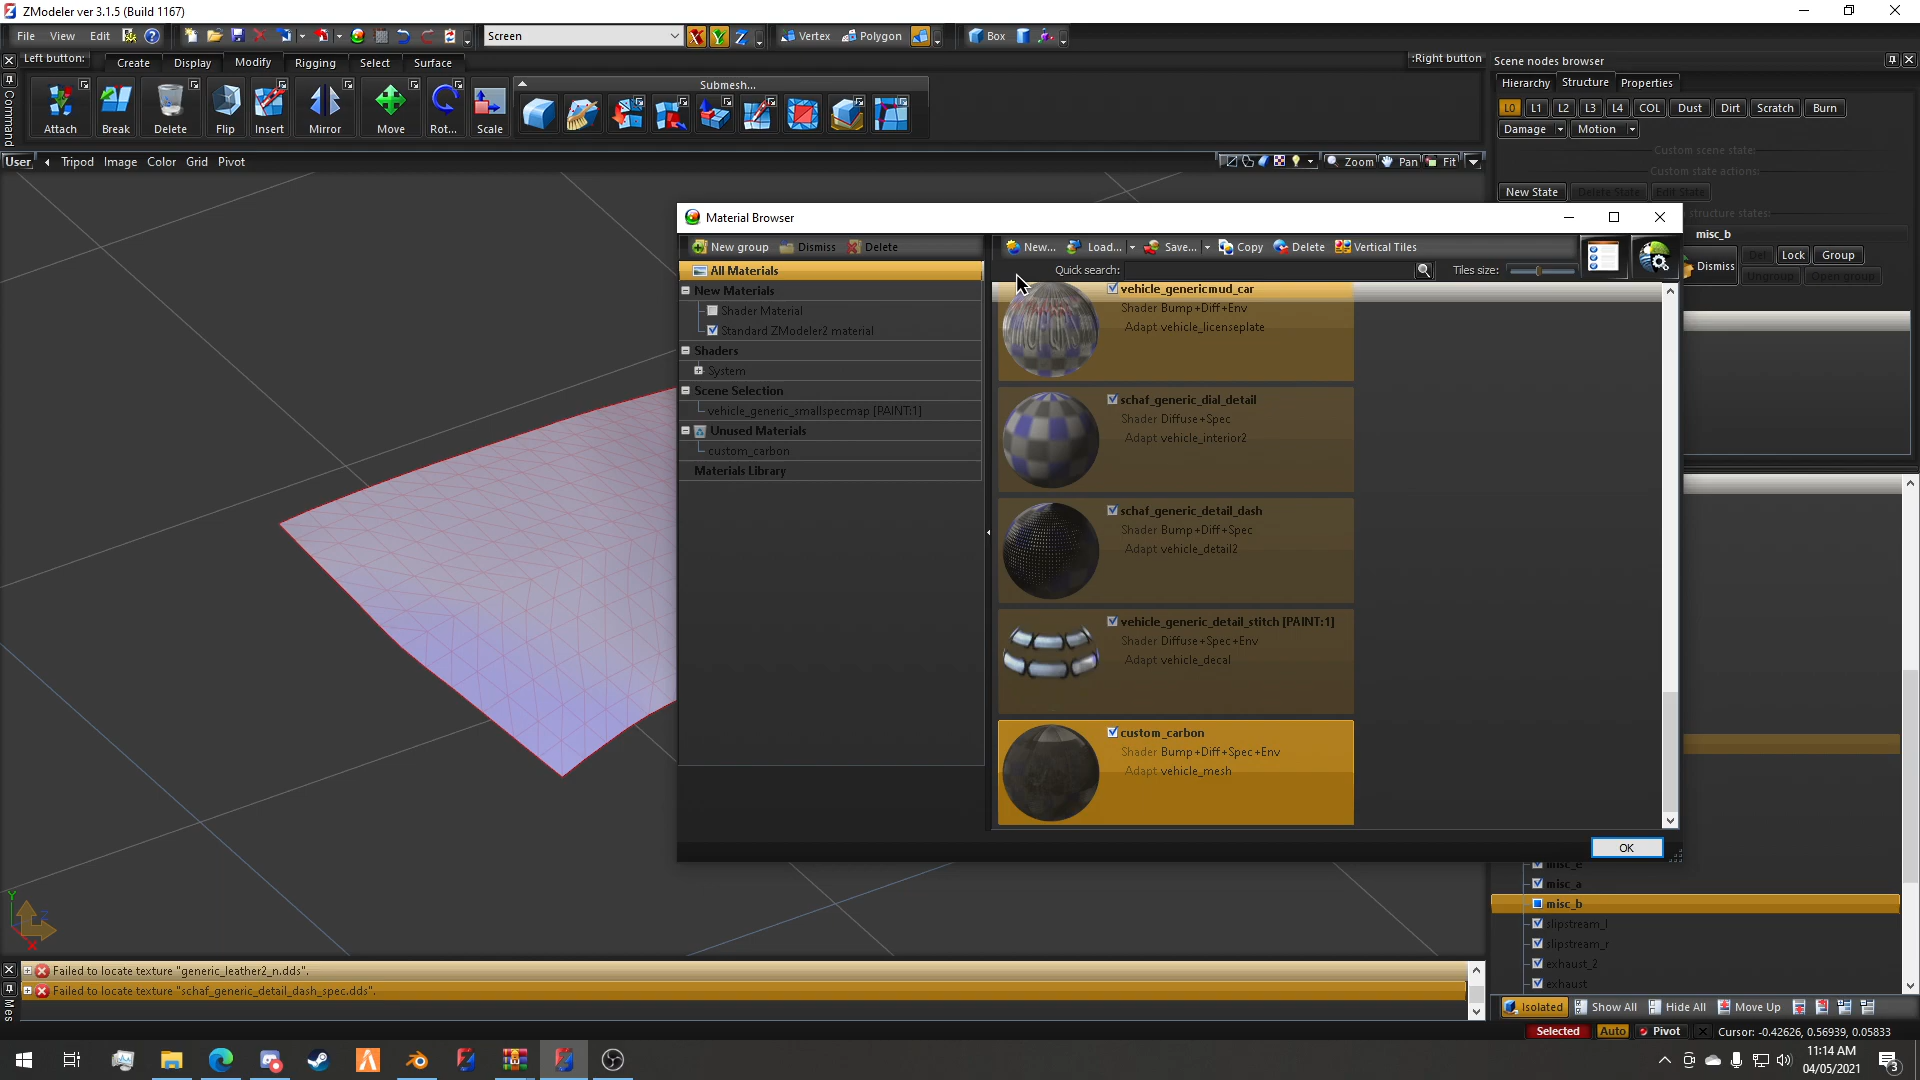 ZModeler ver 3.1.5 (Build 1167)
File View Edit Screen X Y Z Vertex Polygon Box
Left button: Create Display Modify Rigging Select Surface :Right button
Attach Break Delete Flip Insert Mirror Move Rot... Scale Submesh...
Command
User Tripod Image Color Grid Pivot Zoom Pan Fit
Scene nodes browser
Hierarchy Structure Properties
L0 L1 L2 L3 L4 COL Dust Dirt Scratch Burn
Damage Motion
Custom scene state:
Custom state actions:
New State Delete State Edit State
structure states:
misc_b
Dismiss Del Lock Group
Ungroup Open group
Material Browser
New group Dismiss Delete
New... Load... Save... Copy Delete Vertical Tiles
Quick search: Tiles size:
All Materials
New Materials
Shader Material
Standard ZModeler2 material
Shaders
System
Scene Selection
vehicle_generic_smallspecmap [PAINT:1]
Unused Materials
custom_carbon
Materials Library
vehicle_genericmud_car
Shader Bump+Diff+Env
Adapt vehicle_licenseplate
schaf_generic_dial_detail
Shader Diffuse+Spec
Adapt vehicle_interior2
schaf_generic_detail_dash
Shader Bump+Diff+Spec
Adapt vehicle_detail2
vehicle_generic_detail_stitch [PAINT:1]
Shader Diffuse+Spec+Env
Adapt vehicle_decal
custom_carbon
Shader Bump+Diff+Spec+Env
Adapt vehicle_mesh
OK
misc_e
misc_a
misc_b
slipstream_l
slipstream_r
exhaust_2
exhaust
Y
Z
X
Mes
Failed to locate texture "generic_leather2_n.dds".
Failed to locate texture "schaf_generic_detail_dash_spec.dds".
Isolated Show All Hide All Move Up
Selected Auto Pivot Cursor: -0.42626, 0.56939, 0.05833
11:14 AM
04/05/2021
3